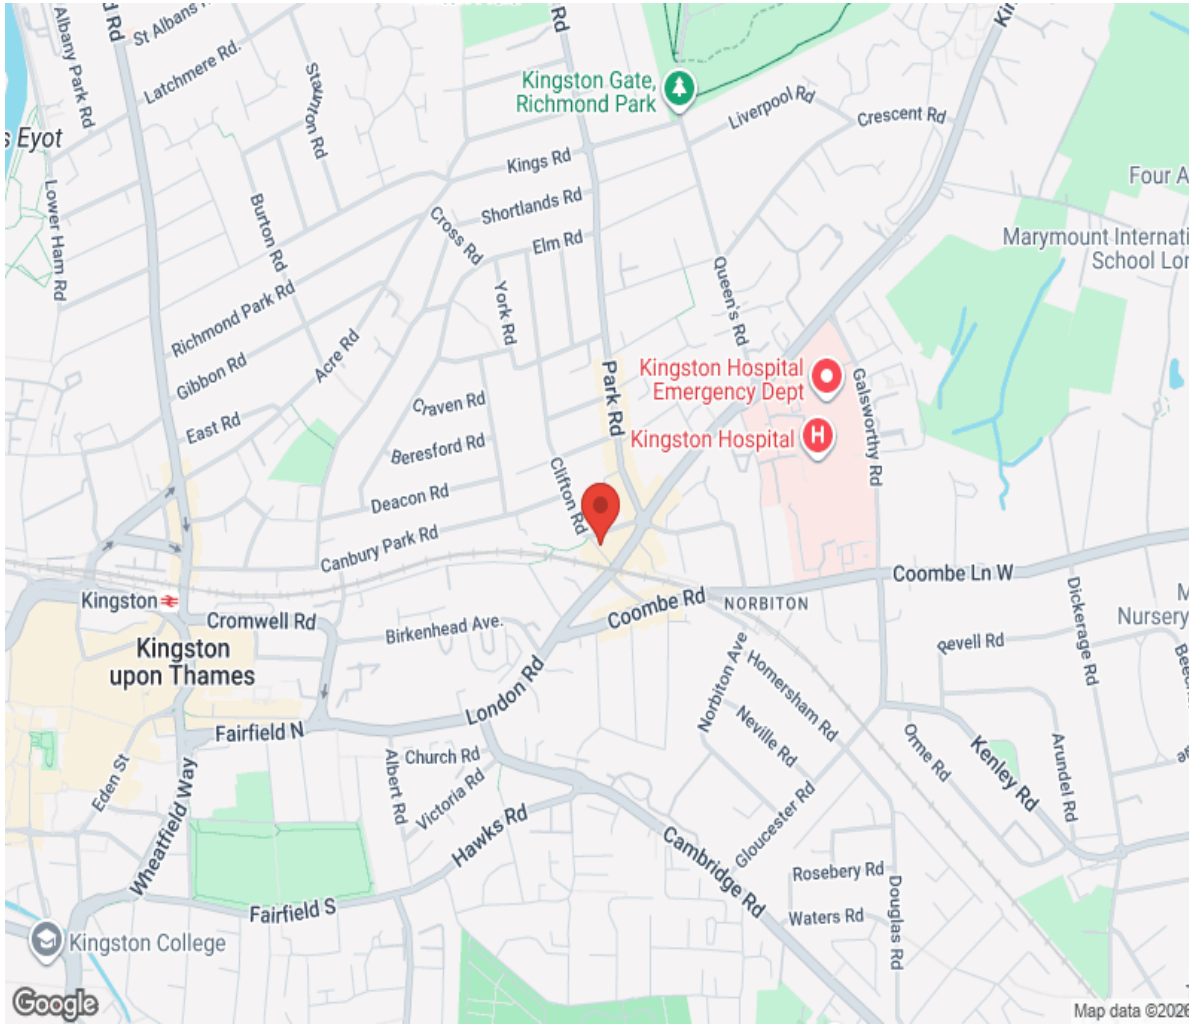 St Albans
Latchmere Rd.
Albany Park Rd
d Rd
Staunton Rd
Rd
Kingston Gate,
Richmond Park
Liverpool Rd
Crescent Rd
s Eyot
Kings Rd
Four A
Lower Ham Rd
Burton Rd
Cross Rd
Shortlands Rd
Elm Rd
Marymount Internati
School Lor
Queen's Rd
York Rd
Richmond Park Rd
Gibbon Rd
Acre Rd
Park Rd
Kingston Hospital
Emergency Dept
Galsworthy Rd
Craven Rd
East Rd
Kingston Hospital
H
Beresford Rd
Clifton Rd
Deacon Rd
Canbury Park Rd
Coombe Ln W
Kingston
Coombe Rd
NORBITON
Dickerage Rd
M
Nursery
Cromwell Rd
Birkenhead Ave.
Kingston
upon Thames
Revell Rd
Norbiton Ave
Homersham Rd
London Rd
Fairfield N
Neville Rd
Orme Rd
Kenley Rd
Arundel Rd
Church Rd
Albert Rd
Victoria Rd
Eden St
Wheatfield Way
Hawks Rd
Gloucester Rd
Cambridge Rd
Rosebery Rd
Douglas Rd
Waters Rd
Fairfield S
Kingston College
Google
Map data ©2026